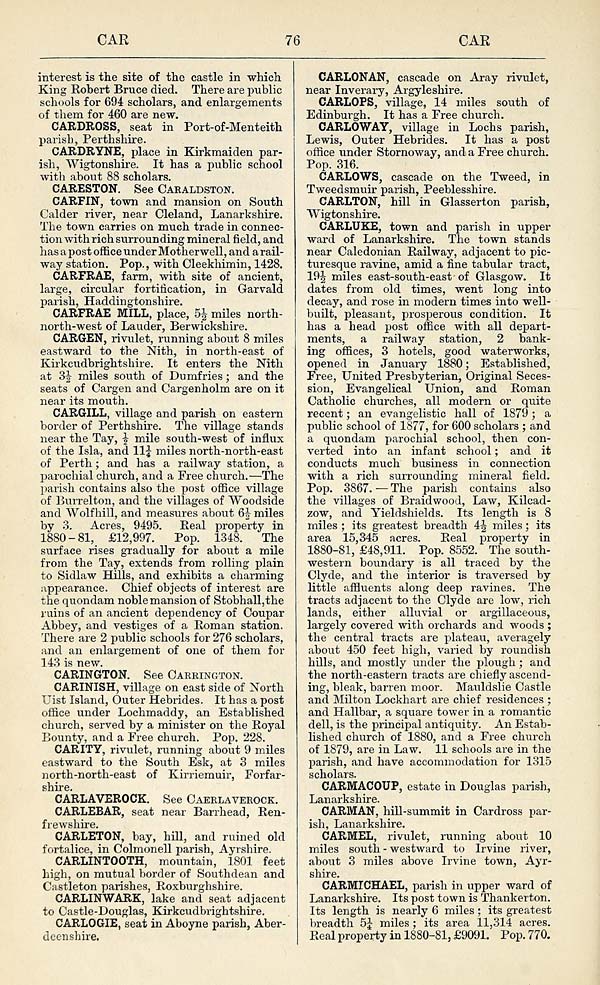 CAR 76 CAR
interest is the site of the castle in which
King Robert Bruce died. There are public
schools for 694 scholars, and enlargements
of them for 460 are new.
CARDROSS, seat in Port-of-Menteith
parish, Perthshire.
CARDRYNE, place in Kirkmaiden par-
ish, Wigtonshire. It has a public school
with about 88 scholars.
CARESTON. See CARALDSTON.
CARFIN, town and mansion on South
Calder river, near Cleland, Lanarkshire.
The town carries on much trade in connec-
tion with rich surrounding mineral field, and
has a post office under Motherwell, and a rail-
way station. Pop., with Cleekhimin, 1428.
CARFRAE, farm, with site of ancient,
large, circular fortification, in Garvald
parish, Haddingtonshire.
CARFRAE MILL, place, 5½ miles north-
north-west of Lauder, Berwickshire.
CARGEN, rivulet, running about 8 miles
eastward to the Nith, in north-east of
Kirkcudbrightshire. It enters the Nith
at 3½ miles south of Dumfries; and the
seats of Cargen and Cargenholm are on it
near its mouth.
CARGILL, village and parish on eastern
border of Perthshire. The village stands
near the Tay, ½ mile south-west of influx
of the Isla, and 11¼ miles north-north-east
of Perth; and has a railway station, a
parochial church, and a Free church.—The
parish contains also the post office village
of Burrelton, and the villages of Woodside
and Wolfhill, and measures about 6½ miles
by 3. Acres, 9495. Real property in
1880-81, £12,997. Pop. 1348. The
surface rises gradually for about a mile
from the Tay, extends from rolling plain
to Sidlaw Hills, and exhibits a charming
appearance. Chief objects of interest are
the quondam noble mansion of Stobhall, the
ruins of an ancient dependency of Coupar
Abbey, and vestiges of a Roman station.
There are 2 public schools for 276 scholars,
and an enlargement of one of them for
143 is new.
CARINGTON. See CARRINGTON.
CARINISH, village on east side of North
Uist Island, Outer Hebrides. It has a post
office under Lochmaddy, an Established
church, served by a minister on the Royal
Bounty, and a Free church. Pop. 228.
CARITY, rivulet, running about 9 miles
eastward to the South Esk, at 3 miles
north-north-east of Kirriemuir, Forfar-
shire.
CARLAVEROCK. See CAERLAVEROCK.
CARLEBAR, seat near Barrhead, Ren-
frewshire.
CARLETON, bay, hill, and ruined old
fortalice, in Colmonell parish, Ayrshire.
CARLINTOOTH, mountain, 1801 feet
high, on mutual border of Southdean and
Castleton parishes, Roxburghshire.
CARLINWARK, lake and seat adjacent
to Castle-Douglas, Kirkcudbrightshire.
CARLOGIE, seat in Aboyne parish, Aber-
deenshire.
CARLONAN, cascade on Aray rivulet,
near Inverary, Argyleshire.
CARLOPS, village, 14 miles south of
Edinburgh. It has a Free church.
CARLOWAY, village in Lochs parish,
Lewis, Outer Hebrides. It has a post
office under Stornoway, and a Free church.
Pop. 316.
CARLOWS, cascade on the Tweed, in
Tweedsmuir parish, Peeblesshire.
CARLTON, hill in Glasserton parish,
Wigtonshire.
CARLUKE, town and parish in upper
ward of Lanarkshire. The town stands
near Caledonian Railway, adjacent to pic-
turesque ravine, amid a fine tabular tract,
19½ miles east-south-east of Glasgow. It
dates from old times, went long into
decay, and rose in modern times into well-
built, pleasant, prosperous condition. It
has a head post office with all depart-
ments, a railway station, 2 bank-
ing offices, 3 hotels, good waterworks,
opened in January 1880; Established,
Free, United Presbyterian, Original Seces-
sion, Evangelical Union, and Roman
Catholic churches, all modern or quite
recent; an evangelistic hall of 1879; a
public school of 1877, for 600 scholars; and
a quondam parochial school, then con-
verted into an infant school; and it
conducts much business in connection
with a rich surrounding mineral field.
Pop. 3867.—The parish contains also
the villages of Braidwood, Law, Kilcad-
zow, and Yieldshields. Its length is 8
miles; its greatest breadth 4½ miles; its
area 15,345 acres. Real property in
1880-81, £48,911. Pop. 8552. The south-
western boundary is all traced by the
Clyde, and the interior is traversed by
little affluents along deep ravines. The
tracts adjacent to the Clyde are low, rich
lands, either alluvial or argillaceous,
largely covered with orchards and woods;
the central tracts are plateau, averagely
about 450 feet high, varied by roundish
hills, and mostly under the plough; and
the north-eastern tracts are chiefly ascend-
ing, bleak, barren moor. Mauldslie Castle
and Milton Lockhart are chief residences;
and Hallbar, a square tower in a romantic
dell, is the principal antiquity. An Estab-
lished church of 1880, and a Free church
of 1879, are in Law. 11 schools are in the
parish, and have accommodation for 1315
scholars.
CARMACOUP, estate in Douglas parish,
Lanarkshire.
CARMAN, hill-summit in Cardross par-
ish, Lanarkshire.
CARMEL, rivulet, running about 10
miles south-westward to Irvine river,
about 3 miles above Irvine town, Ayr-
shire.
CARMICHAEL, parish in upper ward of
Lanarkshire. Its post town is Thankerton.
Its length is nearly 6 miles; its greatest
breadth 5¼ miles; its area 11,314 acres.
Real property in 1880-81, £9091. Pop. 770.